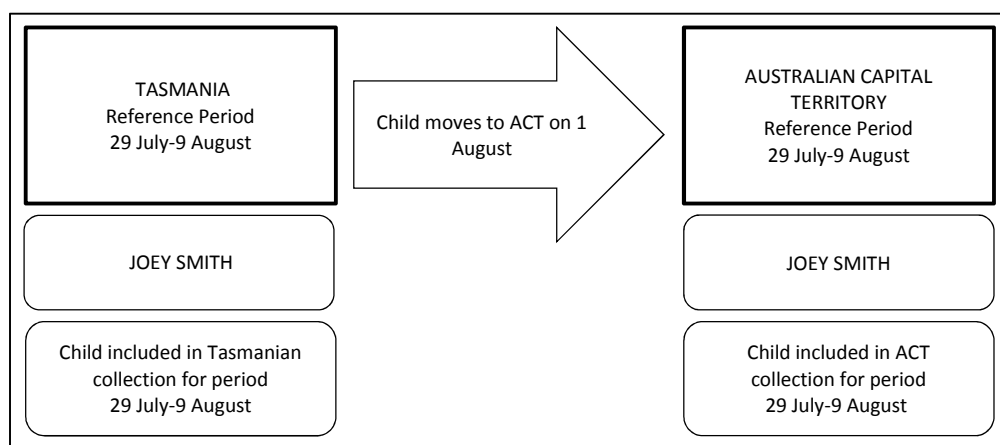 TASMANIA
Reference Period
29 July-9 August
Child moves to ACT on 1
August
AUSTRALIAN CAPITAL
TERRITORY
Reference Period
29 July-9 August
JOEY SMITH
JOEY SMITH
Child included in Tasmanian
collection for period
29 July-9 August
Child included in ACT
collection for period
29 July-9 August